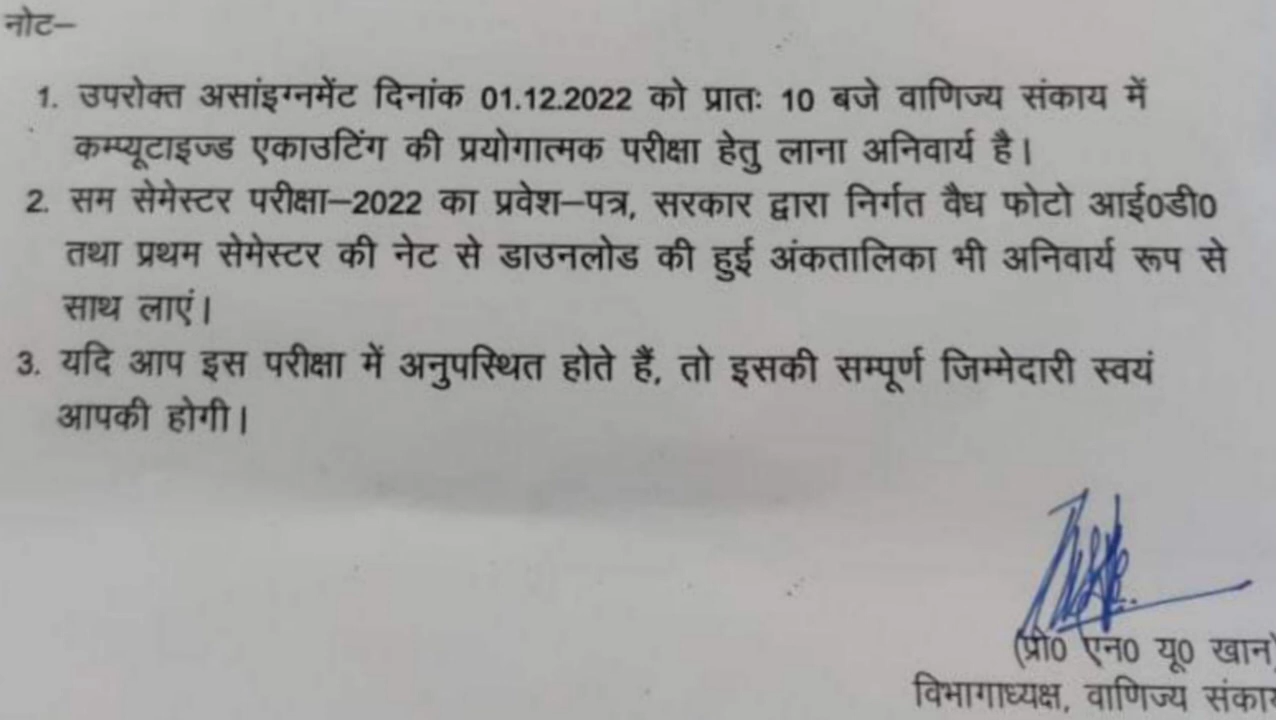 नोट–
1. उपरोक्त असांइग्नमेंट दिनांक 01.12.2022 को प्रातः 10 बजे वाणिज्य संकाय में
कम्प्यूटाइज्ड एकाउटिंग की प्रयोगात्मक परीक्षा हेतु लाना अनिवार्य है।
2. सम सेमेस्टर परीक्षा–2022 का प्रवेश–पत्र, सरकार द्वारा निर्गत वैध फोटो आई0डी0
तथा प्रथम सेमेस्टर की नेट से डाउनलोड की हुई अंकतालिका भी अनिवार्य रूप से
साथ लाएं।
3. यदि आप इस परीक्षा में अनुपस्थित होते हैं, तो इसकी सम्पूर्ण जिम्मेदारी स्वयं
आपकी होगी।
(प्रो0 एन0 यू0 खान)
विभागाध्यक्ष, वाणिज्य संकाय